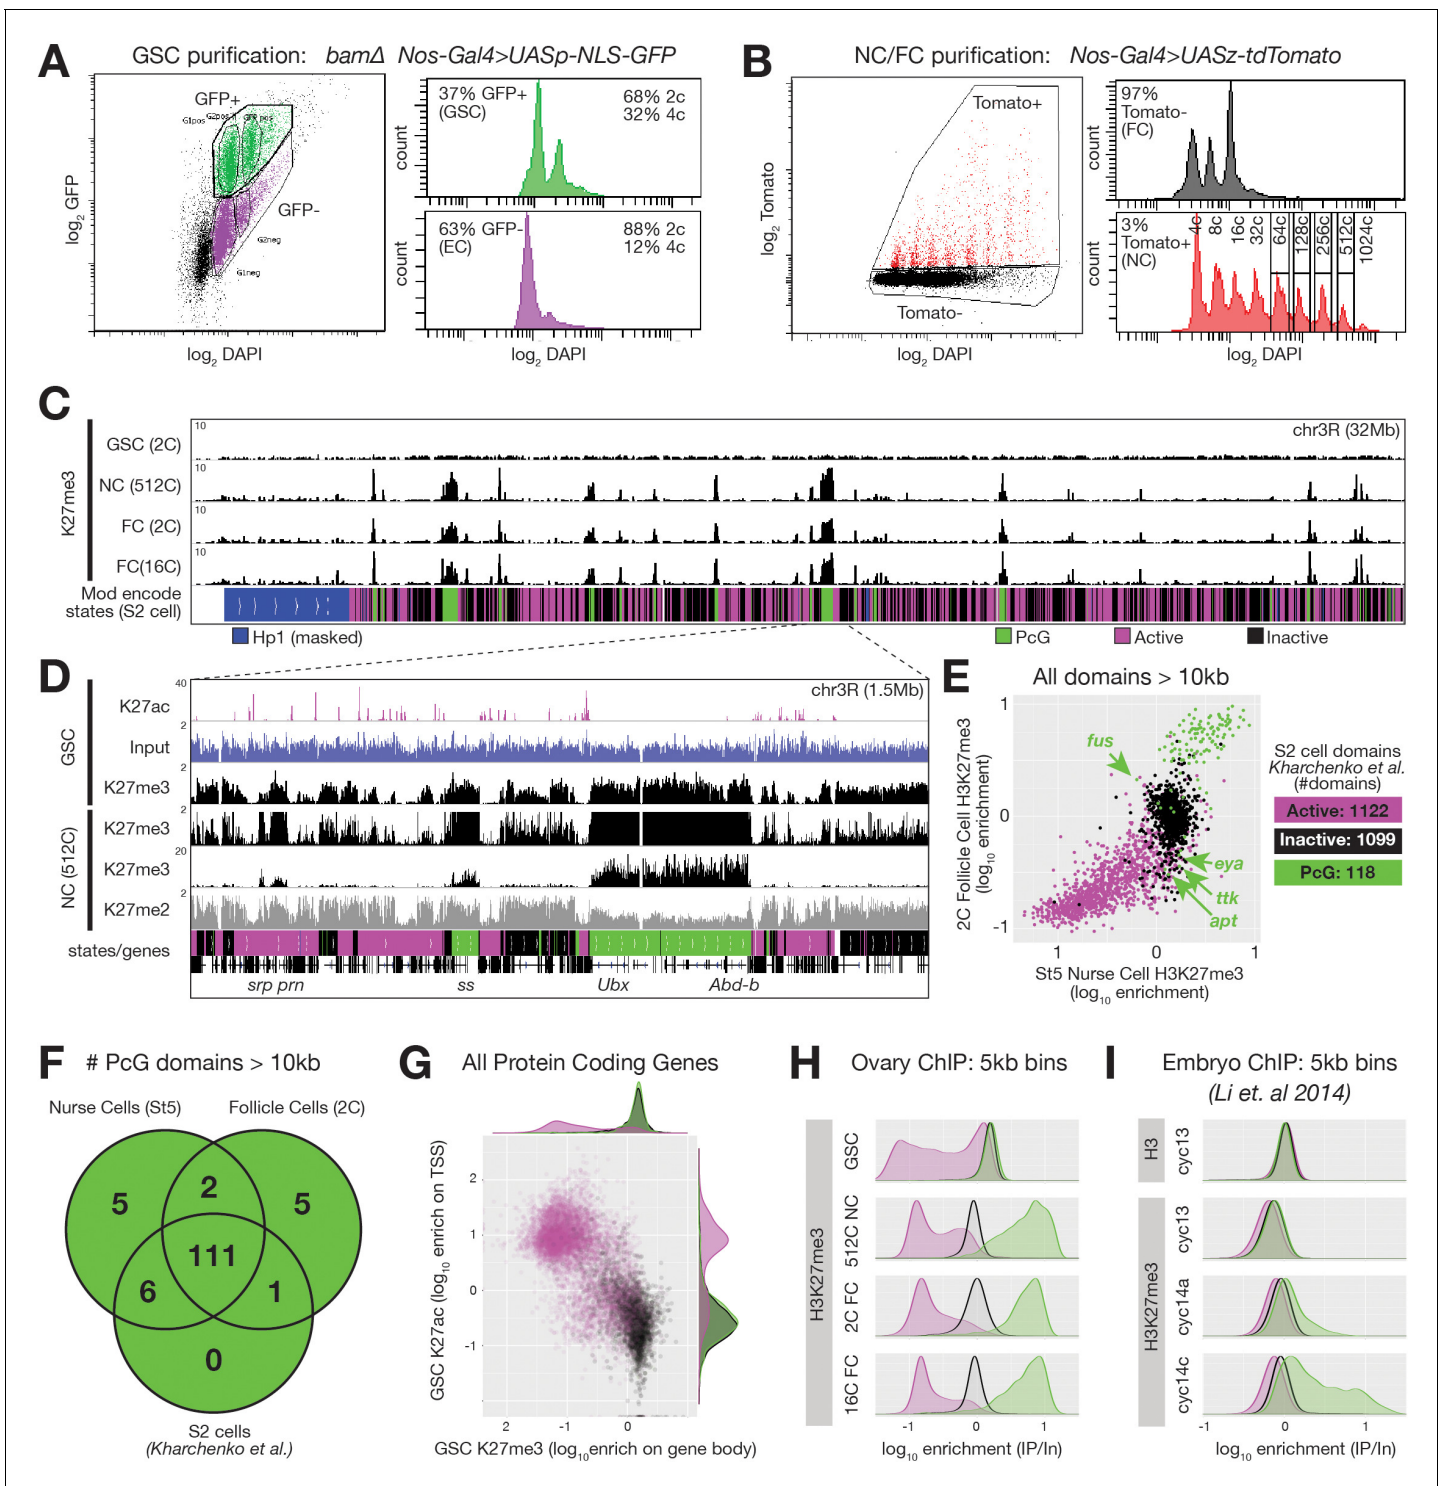 A
GSC purification: bamΔ Nos-Gal4>UASp-NLS-GFP
GFP+
G1pos
G2pos
GFP-
G2neg
G1neg
log2 GFP
log2 DAPI
37% GFP+
(GSC)
68% 2c
32% 4c
count
63% GFP-
(EC)
88% 2c
12% 4c
count
log2 DAPI
B
NC/FC purification: Nos-Gal4>UASz-tdTomato
Tomato+
Tomato-
log2 Tomato
log2 DAPI
97%
Tomato-
(FC)
count
3%
Tomato+
(NC)
4c
8c
16c
32c
64c
128c
256c
512c
1024c
count
log2 DAPI
C
K27me3
chr3R (32Mb)
GSC (2C)
10
NC (512C)
10
FC (2C)
10
FC(16C)
10
Mod encode
states (S2 cell)
Hp1 (masked)
PcG
Active
Inactive
D
chr3R (1.5Mb)
GSC
K27ac
40
Input
2
K27me3
2
NC (512C)
K27me3
2
K27me3
20
K27me2
2
states/genes
srp prn
ss
Ubx
Abd-b
E
All domains > 10kb
2C Follicle Cell H3K27me3
(log10 enrichment)
1
0
-1
fus
eya
ttk
apt
1
0
1
St5 Nurse Cell H3K27me3
(log10 enrichment)
S2 cell domains
Kharchenko et al.
(#domains)
Active: 1122
Inactive: 1099
PcG: 118
F
# PcG domains > 10kb
Nurse Cells (St5)
Follicle Cells (2C)
5
2
5
111
6
1
0
S2 cells
(Kharchenko et al.)
G
All Protein Coding Genes
GSC K27ac (log10 enrich on TSS)
2
1
0
-1
2
-1
0
GSC K27me3 (log10enrich on gene body)
H
Ovary ChIP: 5kb bins
H3K27me3
GSC
512C NC
2C FC
16C FC
-1
0
1
log10 enrichment (IP/In)
I
Embryo ChIP: 5kb bins
(Li et. al 2014)
H3
cyc13
H3K27me3
cyc13
cyc14a
cyc14c
-1
0
1
log10 enrichment (IP/In)